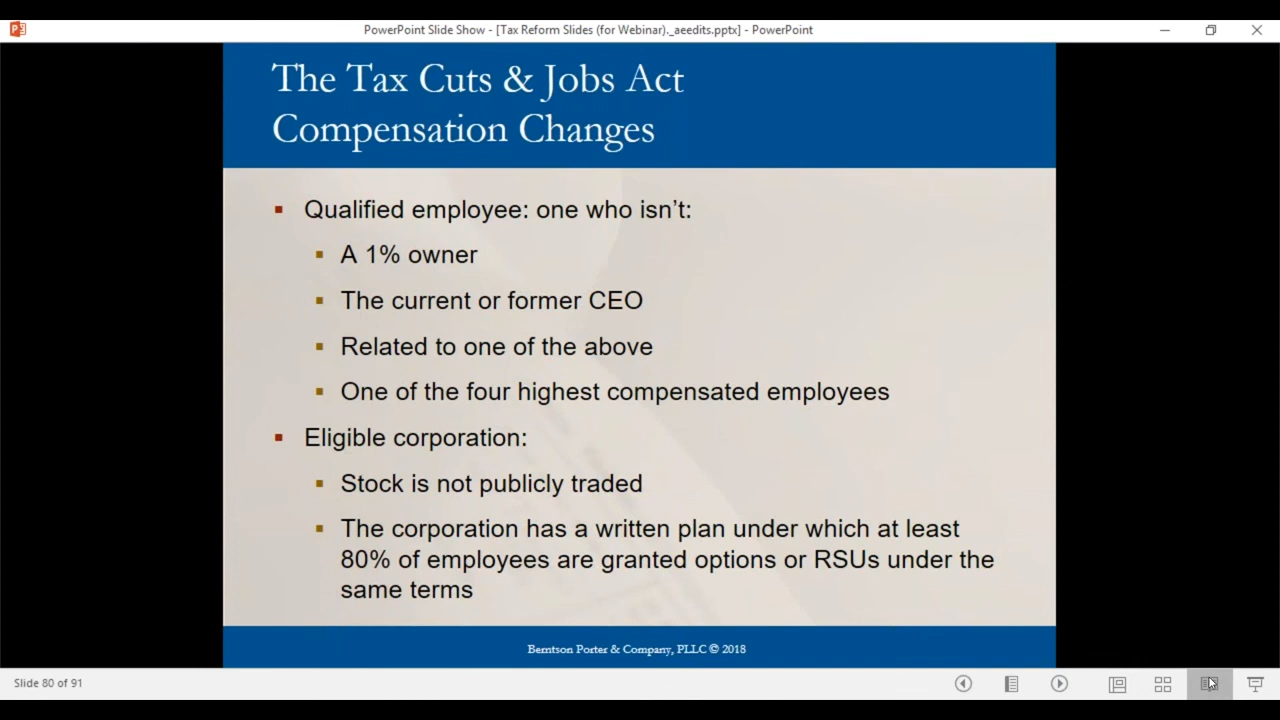 PowerPoint Slide Show - [Tax Reform Slides (for Webinar)._aeedits.pptx] - PowerPoint
The Tax Cuts & Jobs Act
Compensation Changes
Qualified employee: one who isn’t:
A 1% owner
The current or former CEO
Related to one of the above
One of the four highest compensated employees
Eligible corporation:
Stock is not publicly traded
The corporation has a written plan under which at least
80% of employees are granted options or RSUs under the
same terms
Berntson Porter & Company, PLLC © 2018
Slide 80 of 91